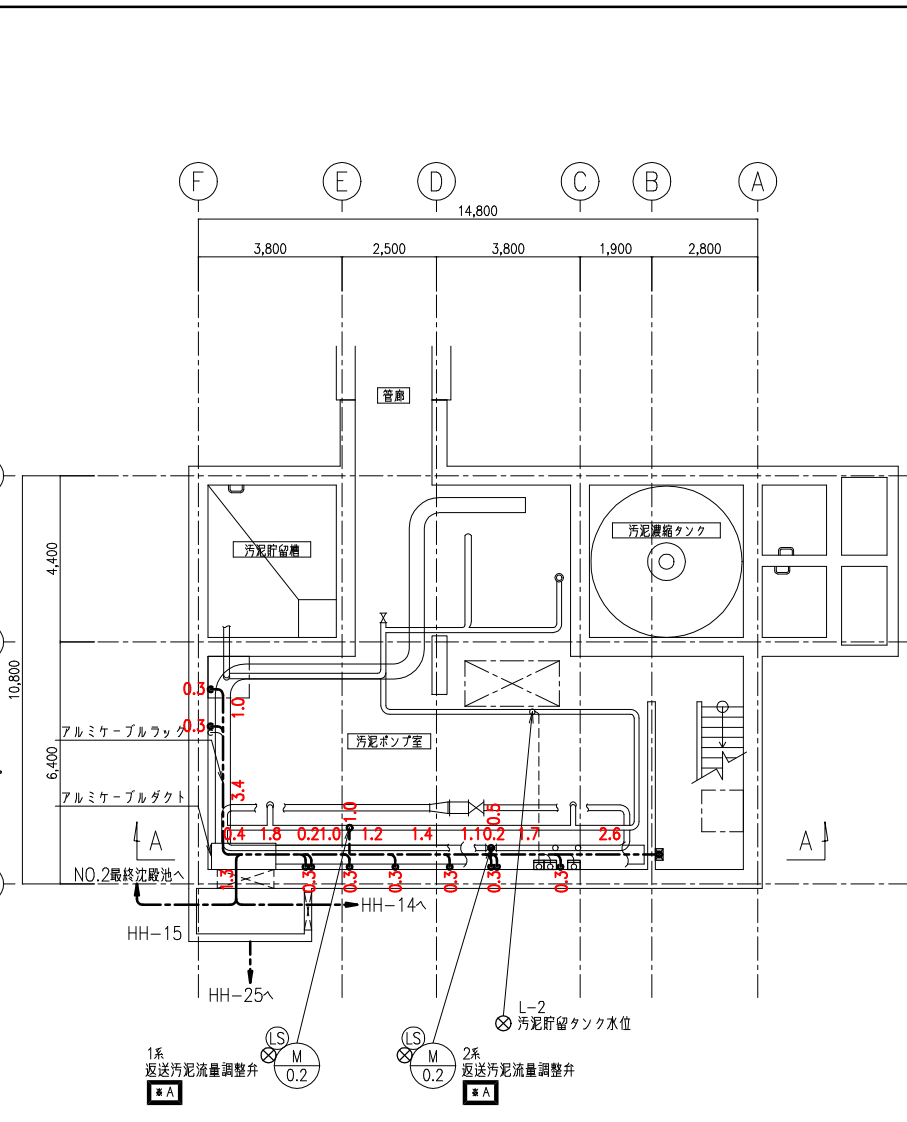 F E D C B A
14,800
3,800 2,500 3,800 1,900 2,800
管廊
汚泥貯留槽
汚泥濃縮タンク
4,400
10,800
6,400
0.3
1.0
0.3
アルミケーブルラック
汚泥ポンプ室
3.4
アルミケーブルダクト
1.0
0.5
0.4 1.8 0.2 1.0 1.2 1.4 1.1 0.2 1.7 2.6
A A
NO.2最終沈殿池へ
1.3 0.3 0.3 0.3 0.3 0.3 0.3
HH-14へ
HH-15
HH-25へ
L-2
汚泥貯留タンク水位
LS
M
0.2
LS
M
0.2
1系
返送汚泥流量調整弁
※A
2系
返送汚泥流量調整弁
※A